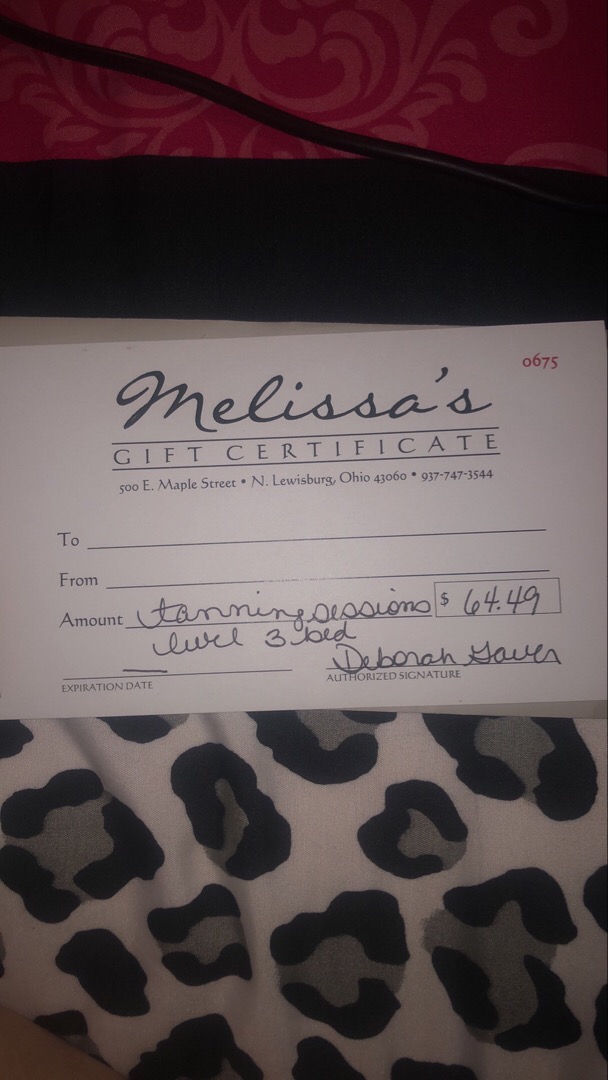 0675
Melissa's
GIFT CERTIFICATE
500 E. Maple Street • N. Lewisburg, Ohio 43060 • 937-747-3544
To
From
Amount tanning sessions $ 64.49
level 3 bed
Deborah
EXPIRATION DATE
AUTHORIZED SIGNATURE